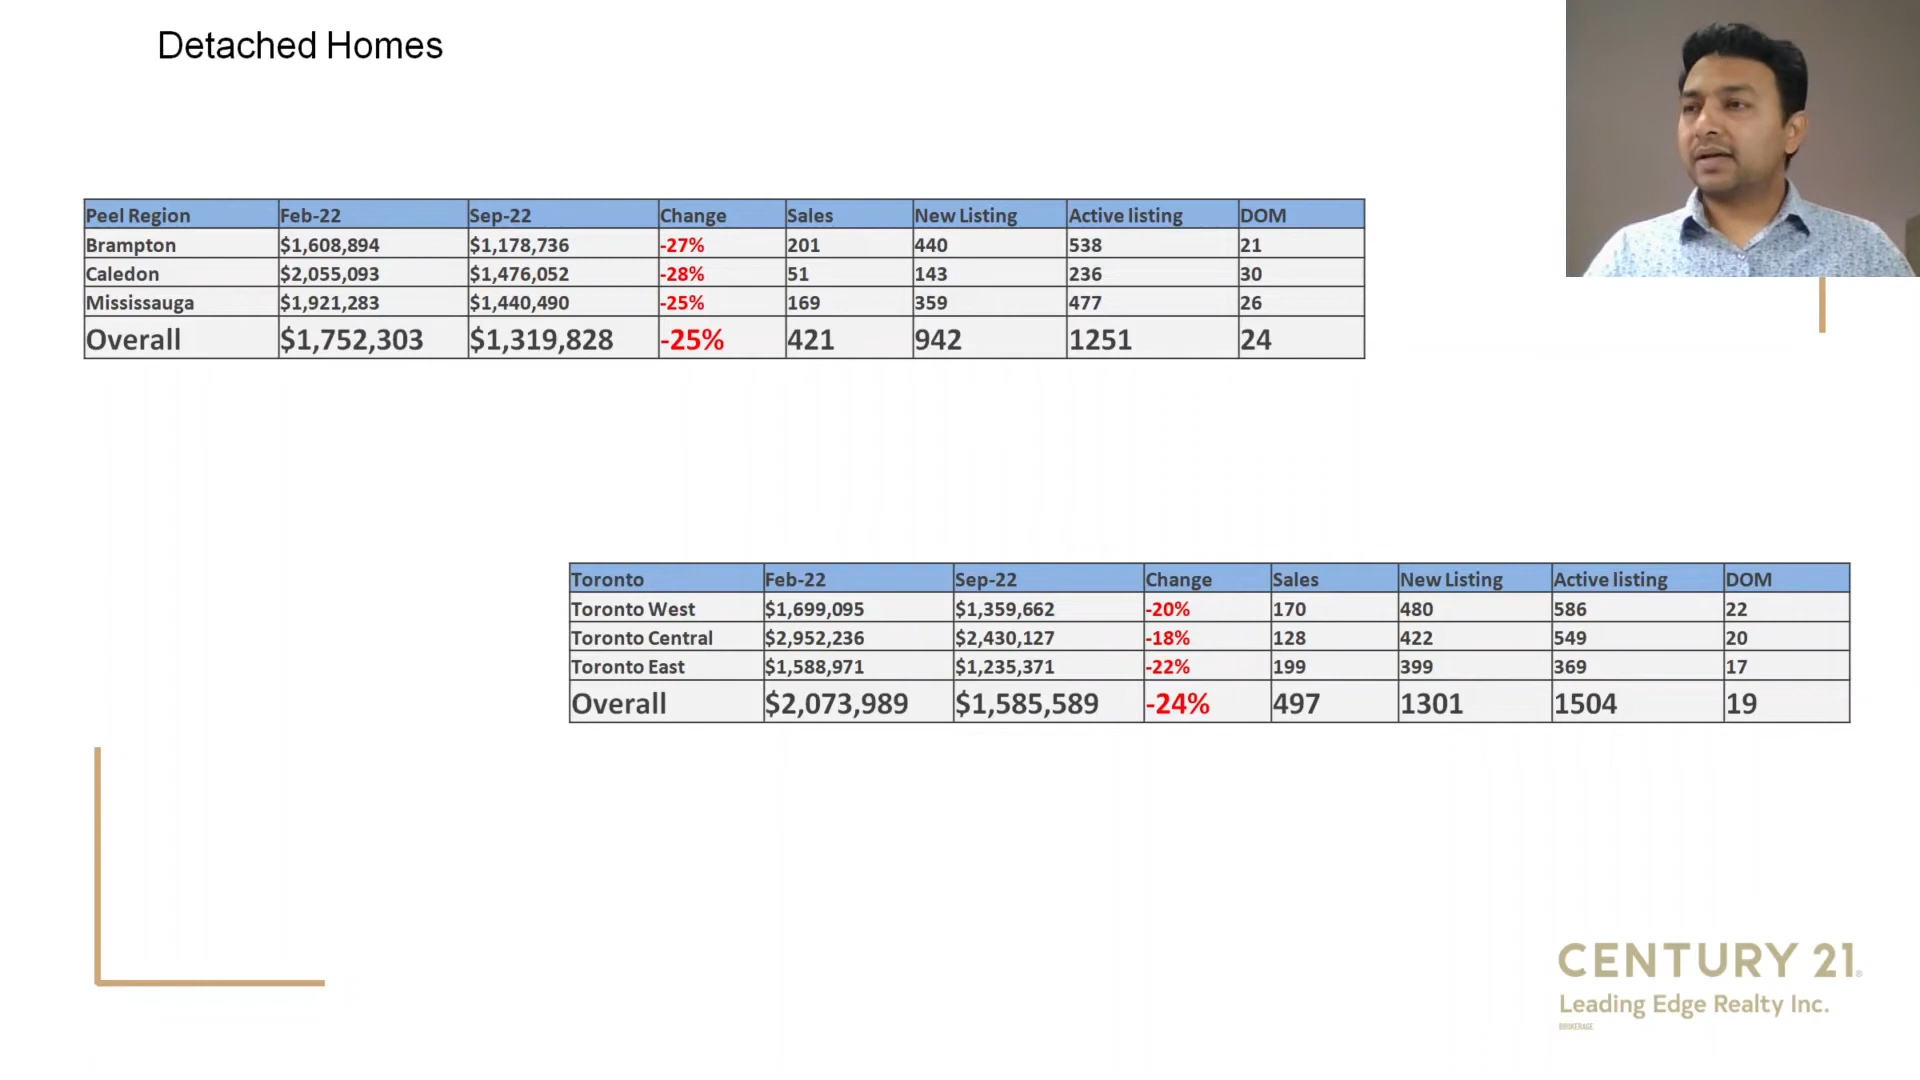 Detached Homes
Peel Region Feb-22 Sep-22 Change Sales New Listing Active listing DOM
Brampton $1,608,894 $1,178,736 -27% 201 440 538 21
Caledon $2,055,093 $1,476,052 -28% 51 143 236 30
Mississauga $1,921,283 $1,440,490 -25% 169 359 477 26
Overall $1,752,303 $1,319,828 -25% 421 942 1251 24
Toronto Feb-22 Sep-22 Change Sales New Listing Active listing DOM
Toronto West $1,699,095 $1,359,662 -20% 170 480 586 22
Toronto Central $2,952,236 $2,430,127 -18% 128 422 549 20
Toronto East $1,588,971 $1,235,371 -22% 199 399 369 17
Overall $2,073,989 $1,585,589 -24% 497 1301 1504 19
CENTURY 21®
Leading Edge Realty Inc.
BROKERAGE